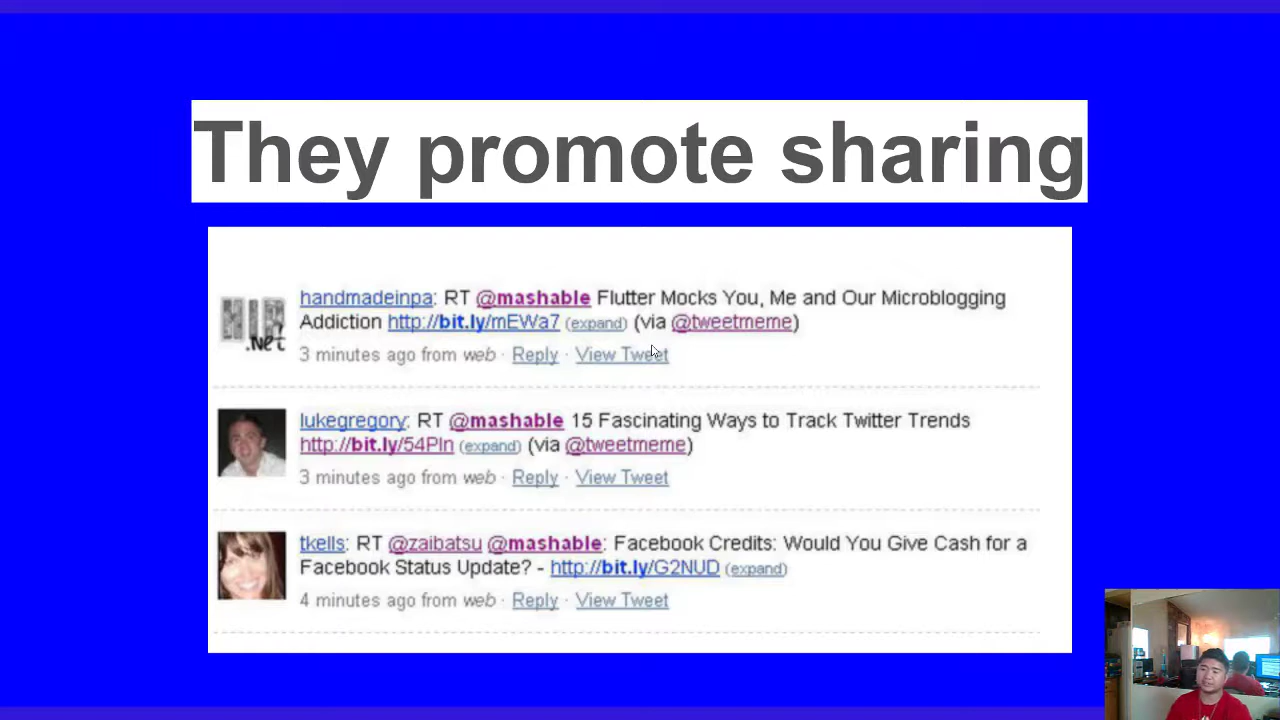 They promote sharing
handmadeinpa: RT @mashable Flutter Mocks You, Me and Our Microblogging
Addiction http://bit.ly/mEWa7 (expand) (via @tweetmeme)
3 minutes ago from web · Reply · View Tweet
lukegregory: RT @mashable 15 Fascinating Ways to Track Twitter Trends
http://bit.ly/54PIn (expand) (via @tweetmeme)
3 minutes ago from web · Reply · View Tweet
tkells: RT @zaibatsu @mashable: Facebook Credits: Would You Give Cash for a
Facebook Status Update? - http://bit.ly/G2NUD (expand)
4 minutes ago from web · Reply · View Tweet